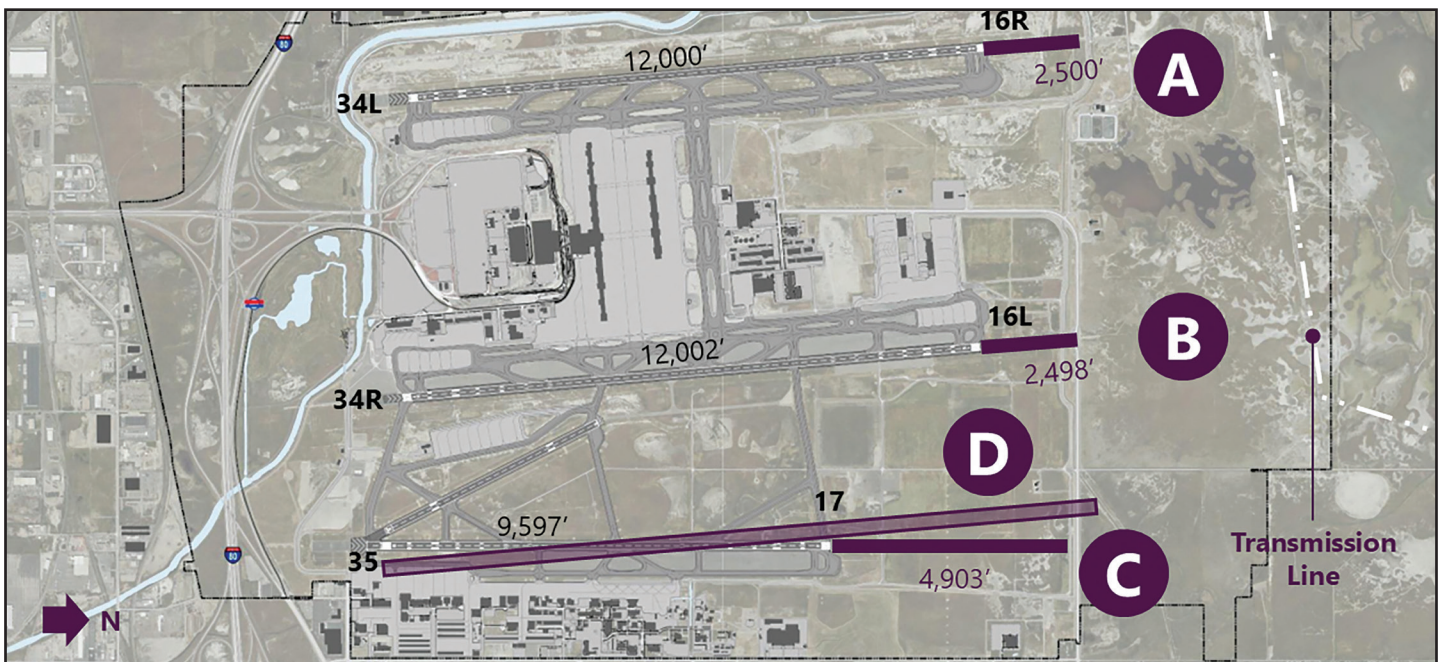 16R
80
12,000’
2,500’
A
34L
16L
12,002’
B
2,498’
34R
D
17
9,597’
35
Transmission
Line
C
4,903’
80
N